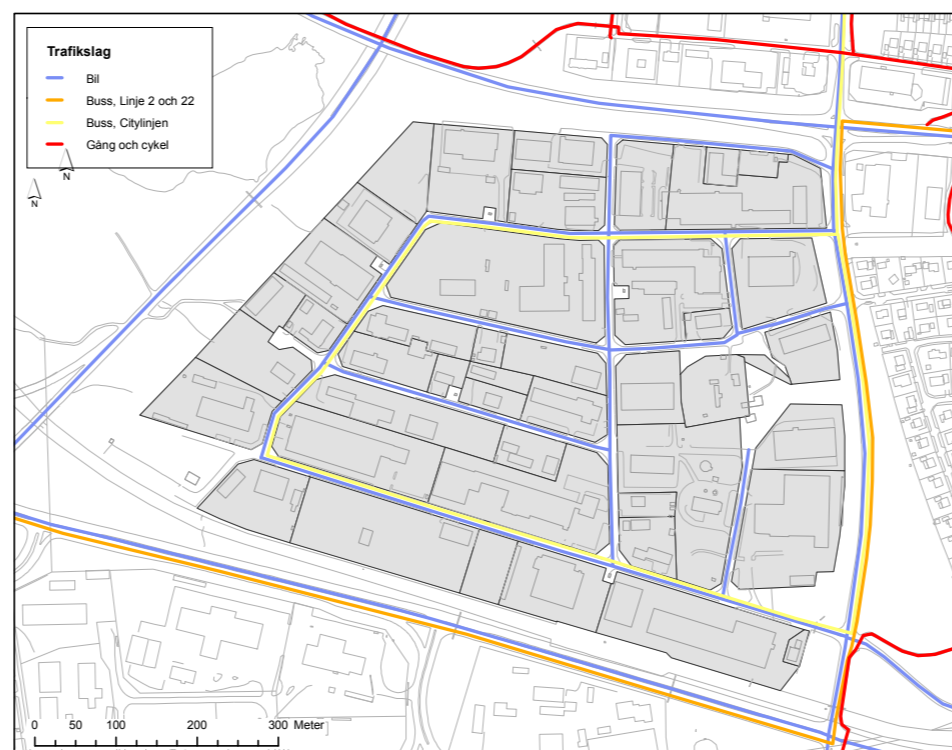 Trafikslag
Bil
Buss, Linje 2 och 22
Buss, Citylinjen
Gång och cykel
N
N
0 50 100 200 300 Meter